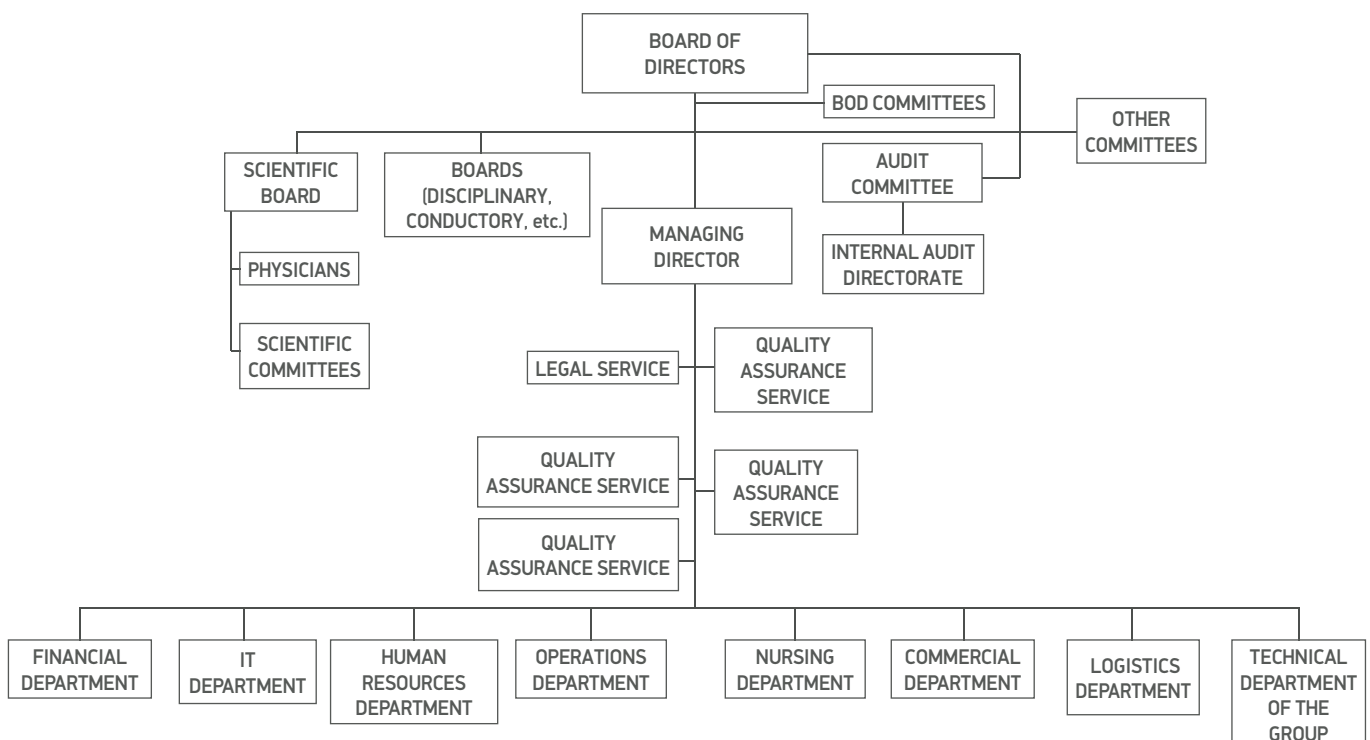 BOARD OF
DIRECTORS
BOD COMMITTEES
OTHER
COMMITTEES
SCIENTIFIC
BOARD
BOARDS
(DISCIPLINARY,
CONDUCTORY, etc.)
AUDIT
COMMITTEE
MANAGING
DIRECTOR
INTERNAL AUDIT
DIRECTORATE
PHYSICIANS
SCIENTIFIC
COMMITTEES
LEGAL SERVICE
QUALITY
ASSURANCE
SERVICE
QUALITY
ASSURANCE SERVICE
QUALITY
ASSURANCE
SERVICE
QUALITY
ASSURANCE SERVICE
FINANCIAL
DEPARTMENT
IT
DEPARTMENT
HUMAN
RESOURCES
DEPARTMENT
OPERATIONS
DEPARTMENT
NURSING
DEPARTMENT
COMMERCIAL
DEPARTMENT
LOGISTICS
DEPARTMENT
TECHNICAL
DEPARTMENT
OF THE
GROUP